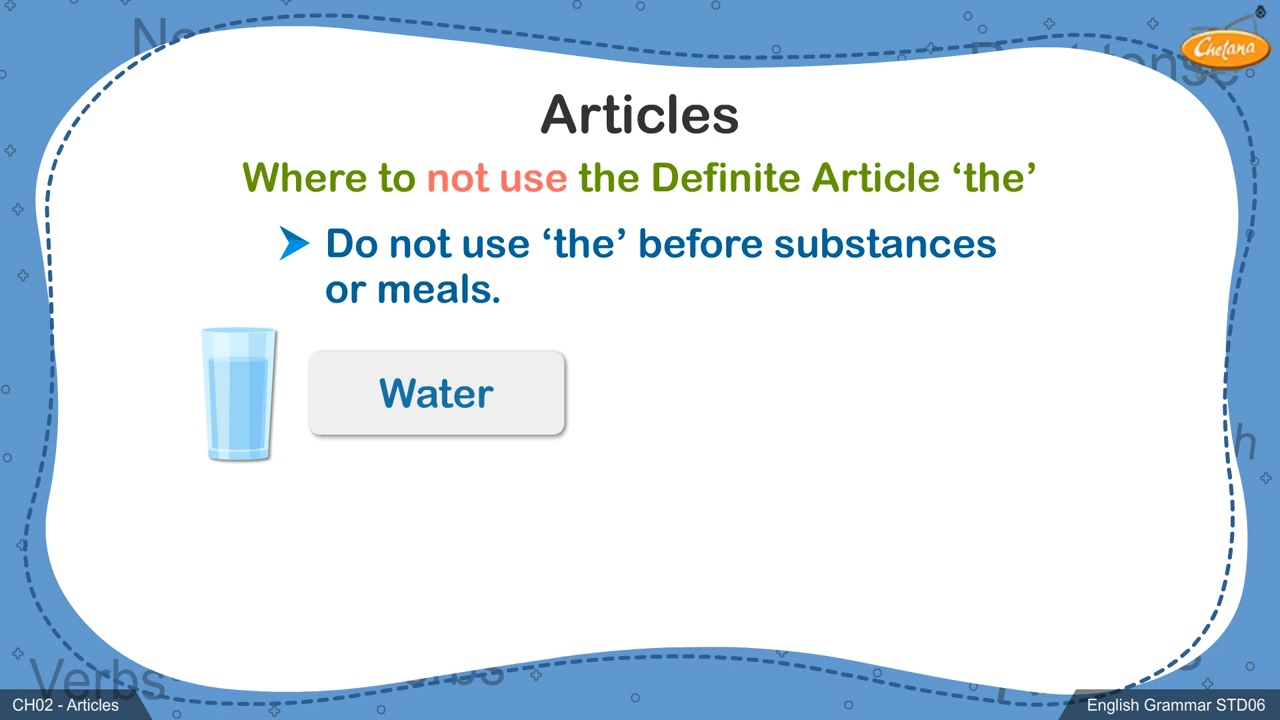 Chetana
Articles
Where to not use the Definite Article ‘the’
Do not use ‘the’ before substances
or meals.
Water
Verbs
CH02 - Articles
English Grammar STD06